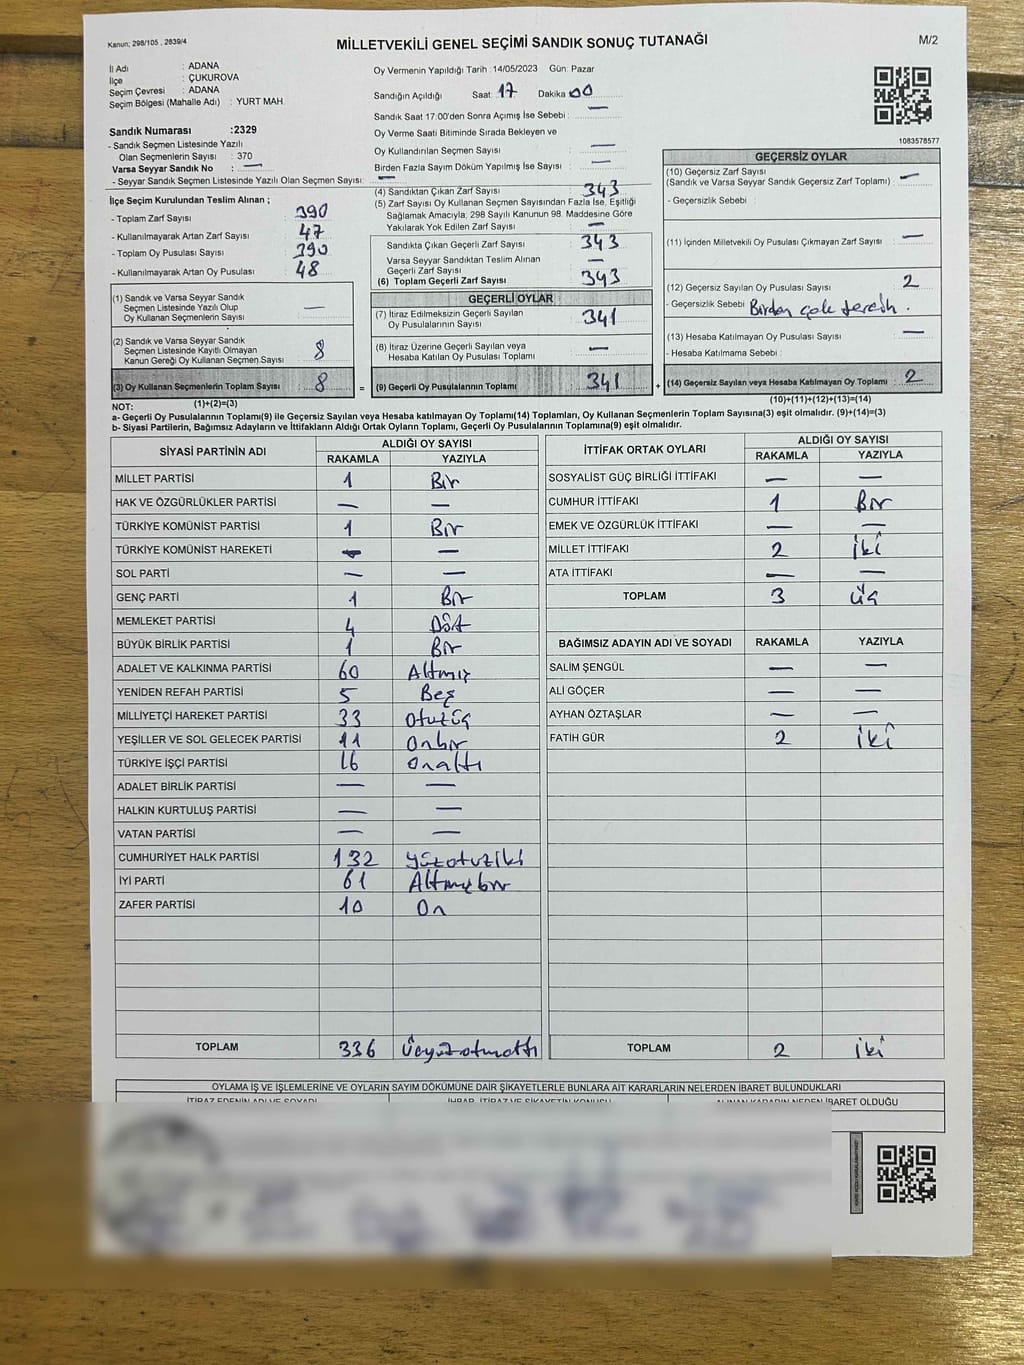 Kanun; 298/105 , 2839/4
MİLLETVEKİLİ GENEL SEÇİMİ SANDIK SONUÇ TUTANAĞI
M/2
İl Adı : ADANA
İlçe : ÇUKUROVA
Seçim Çevresi : ADANA
Seçim Bölgesi (Mahalle Adı) : YURT MAH.
Sandık Numarası :2329
- Sandık Seçmen Listesinde Yazılı
Olan Seçmenlerin Sayısı : 370
Varsa Seyyar Sandık No : —
- Seyyar Sandık Seçmen Listesinde Yazılı Olan Seçmen Sayısı: —
İlçe Seçim Kurulundan Teslim Alınan ;
- Toplam Zarf Sayısı : 390
- Kullanılmayarak Artan Zarf Sayısı : 47
- Toplam Oy Pusulası : 390
- Kullanılmayarak Artan Oy Pusulası : 48
(1) Sandık ve Varsa Seyyar Sandık
Seçmen Listesinde Yazılı Olup
Oy Kullanan Seçmenlerin Sayısı : —
(2) Sandık ve Varsa Seyyar Sandık
Seçmen Listesinde Kayıtlı Olmayan
Kanun Gereği Oy Kullanan Seçmen Sayısı : 8
(3) Oy Kullanan Seçmenlerin Toplam Sayısı : 8
(1)+(2)=(3)
Oy Vermenin Yapıldığı Tarih : 14/05/2023 Gün: Pazar
Sandığın Açıldığı Saat: 17 Dakika: 00
Sandık Saat 17.00'den Sonra Açımış İse Sebebi : —
Oy Verme Saati Bitiminde Sırada Bekleyen ve
Oy Kullandırılan Seçmen Sayısı —
Birden Fazla Sayım Döküm Yapılmış İse Sayısı : —
(4) Sandıktan Çıkan Zarf Sayısı : 343
(5) Zarf Sayısı Oy Kullanan Seçmen Sayısından Fazla İse, Eşitliği
Sağlamak Amacıyla, 298 Sayılı Kanunun 98. Maddesine Göre
Yakılarak Yok Edilen Zarf Sayısı : —
Sandıkta Çıkan Geçerli Zarf Sayısı : 343
Varsa Seyyar Sandıktan Teslim Alınan
Geçerli Zarf Sayısı : —
(6) Toplam Geçerli Zarf Sayısı : 343
GEÇERLİ OYLAR
(7) İtiraz Edilmeksizin Geçerli Sayılan
Oy Pusulalarının Sayısı : 341
(8) İtiraz Üzerine Geçerli Sayılan veya
Hesaba Katılan Oy Pusulası Toplamı : —
= (9) Geçerli Oy Pusulalarının Toplamı : 341
1083578577
GEÇERSİZ OYLAR
(10) Geçersiz Zarf Sayısı
(Sandık ve Varsa Seyyar Sandık Geçersiz Zarf Toplamı) : —
- Geçersizlik Sebebi :
(11) İçinden Milletvekili Oy Pusulası Çıkmayan Zarf Sayısı : —
(12) Geçersiz Sayılan Oy Pusulası Sayısı : 2
- Geçersizlik Sebebi : Birden çok tercih.
(13) Hesaba Katılmayan Oy Pusulası Sayısı : —
- Hesaba Katılmama Sebebi :
+ (14) Geçersiz Sayılan veya Hesaba Katılmayan Oy Toplamı : 2
(10)+(11)+(12)+(13)=(14)
NOT:
a- Geçerli Oy Pusulalarının Toplamı(9) ile Geçersiz Sayılan veya Hesaba katılmayan Oy Toplamı(14) Toplamları, Oy Kullanan Seçmenlerin Toplam Sayısına(3) eşit olmalıdır. (9)+(14)=(3)
b- Siyasi Partilerin, Bağımsız Adayların ve İttifakların Aldığı Ortak Oyların Toplamı, Geçerli Oy Pusulalarının Toplamına(9) eşit olmalıdır.
SİYASİ PARTİNİN ADI ALDIĞI OY SAYISI
RAKAMLA YAZIYLA
MİLLET PARTİSİ 1 Bir
HAK VE ÖZGÜRLÜKLER PARTİSİ — —
TÜRKİYE KOMÜNİST PARTİSİ 1 Bir
TÜRKİYE KOMÜNİST HAREKETİ — —
SOL PARTİ — —
GENÇ PARTİ 1 Bir
MEMLEKET PARTİSİ 4 Dört
BÜYÜK BİRLİK PARTİSİ 1 Bir
ADALET VE KALKINMA PARTİSİ 60 Altmış
YENİDEN REFAH PARTİSİ 5 Beş
MİLLİYETÇİ HAREKET PARTİSİ 33 Otuzüç
YEŞİLLER VE SOL GELECEK PARTİSİ 11 Onbir
TÜRKİYE İŞÇİ PARTİSİ 16 Onaltı
ADALET BİRLİK PARTİSİ — —
HALKIN KURTULUŞ PARTİSİ — —
VATAN PARTİSİ — —
CUMHURİYET HALK PARTİSİ 132 Yüzotuziki
İYİ PARTİ 61 Altmışbir
ZAFER PARTİSİ 10 On
TOPLAM 336 Üçyüzotuzaltı
İTTİFAK ORTAK OYLARI ALDIĞI OY SAYISI
RAKAMLA YAZIYLA
SOSYALİST GÜÇ BİRLİĞİ İTTİFAKI — —
CUMHUR İTTİFAKI 1 Bir
EMEK VE ÖZGÜRLÜK İTTİFAKI — —
MİLLET İTTİFAKI 2 İki
ATA İTTİFAKI — —
TOPLAM 3 Üç
BAĞIMSIZ ADAYIN ADI VE SOYADI RAKAMLA YAZIYLA
SALİM ŞENGÜL — —
ALİ GÖÇER — —
AYHAN ÖZTAŞLAR — —
FATİH GÜR 2 İki
TOPLAM 2 İki
OYLAMA İŞ VE İŞLEMLERİNE VE OYLARIN SAYIM DÖKÜMÜNE DAİR ŞİKAYETLERLE BUNLARA AİT KARARLARIN NELERDEN İBARET BULUNDUKLARI
İTİRAZ EDENİN ADI VE SOYADI İHBAR, İTİRAZ VE ŞİKAYETİN KONUSU ALINAN KARARIN NEDEN İBARET OLDUĞU